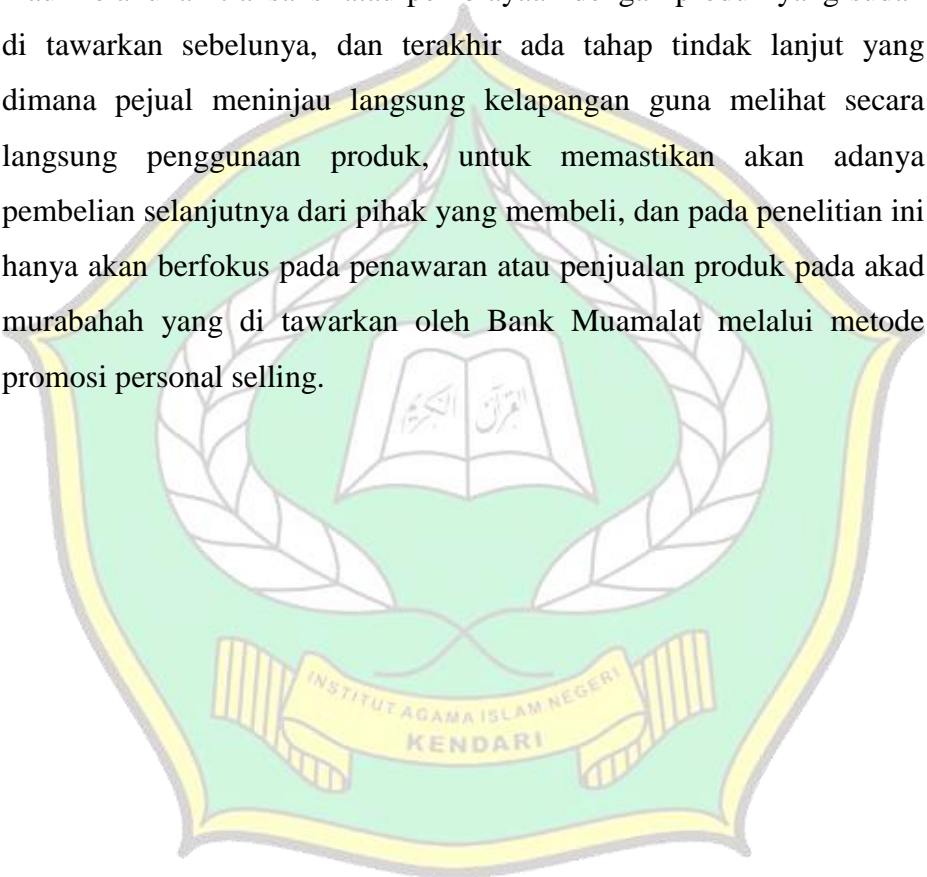 di tawarkan sebelunya, dan terakhir ada tahap tindak lanjut yang
dimana pejual meninjau langsung kelapangan guna melihat secara
langsung penggunaan produk, untuk memastikan akan adanya
pembelian selanjutnya dari pihak yang membeli, dan pada penelitian ini
hanya akan berfokus pada penawaran atau penjualan produk pada akad
murabahah yang di tawarkan oleh Bank Muamalat melalui metode
promosi personal selling.
القرآن الكريم
INSTITUT AGAMA ISLAM NEGERI
KENDARI